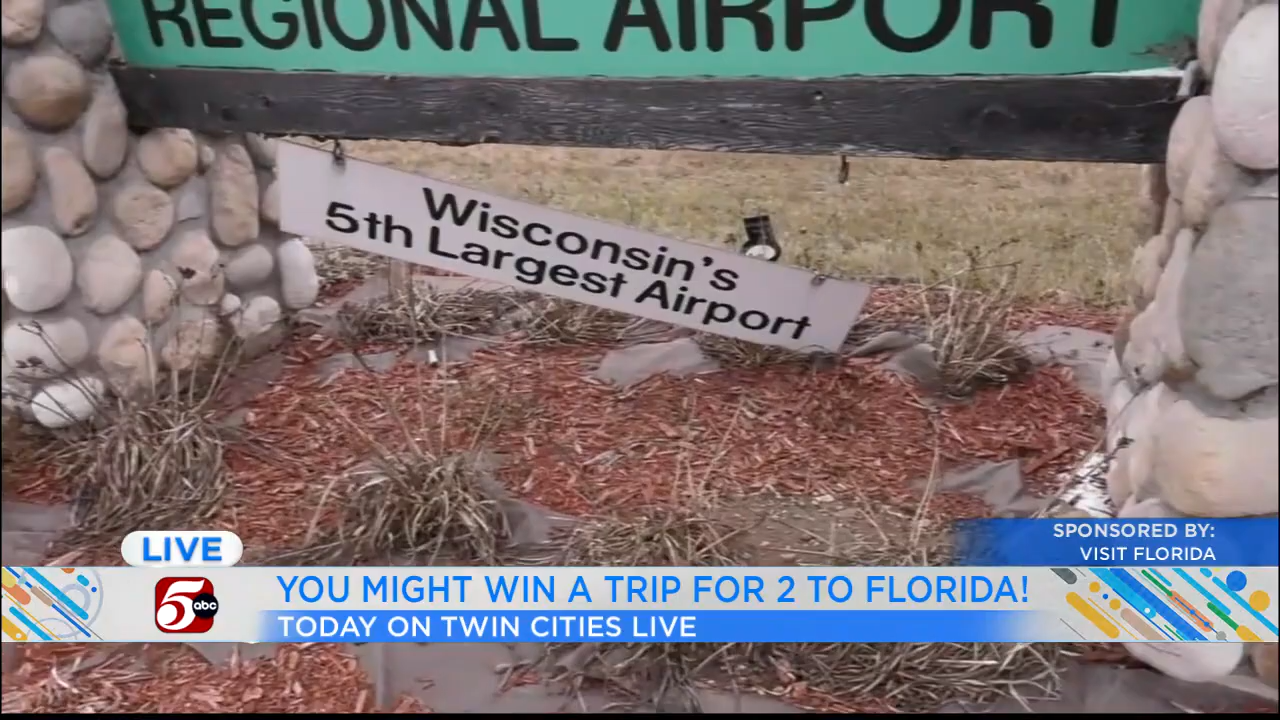 REGIONAL AIRPORT
Wisconsin's
5th Largest Airport
LIVE
SPONSORED BY:
VISIT FLORIDA
5 abc
YOU MIGHT WIN A TRIP FOR 2 TO FLORIDA!
TODAY ON TWIN CITIES LIVE